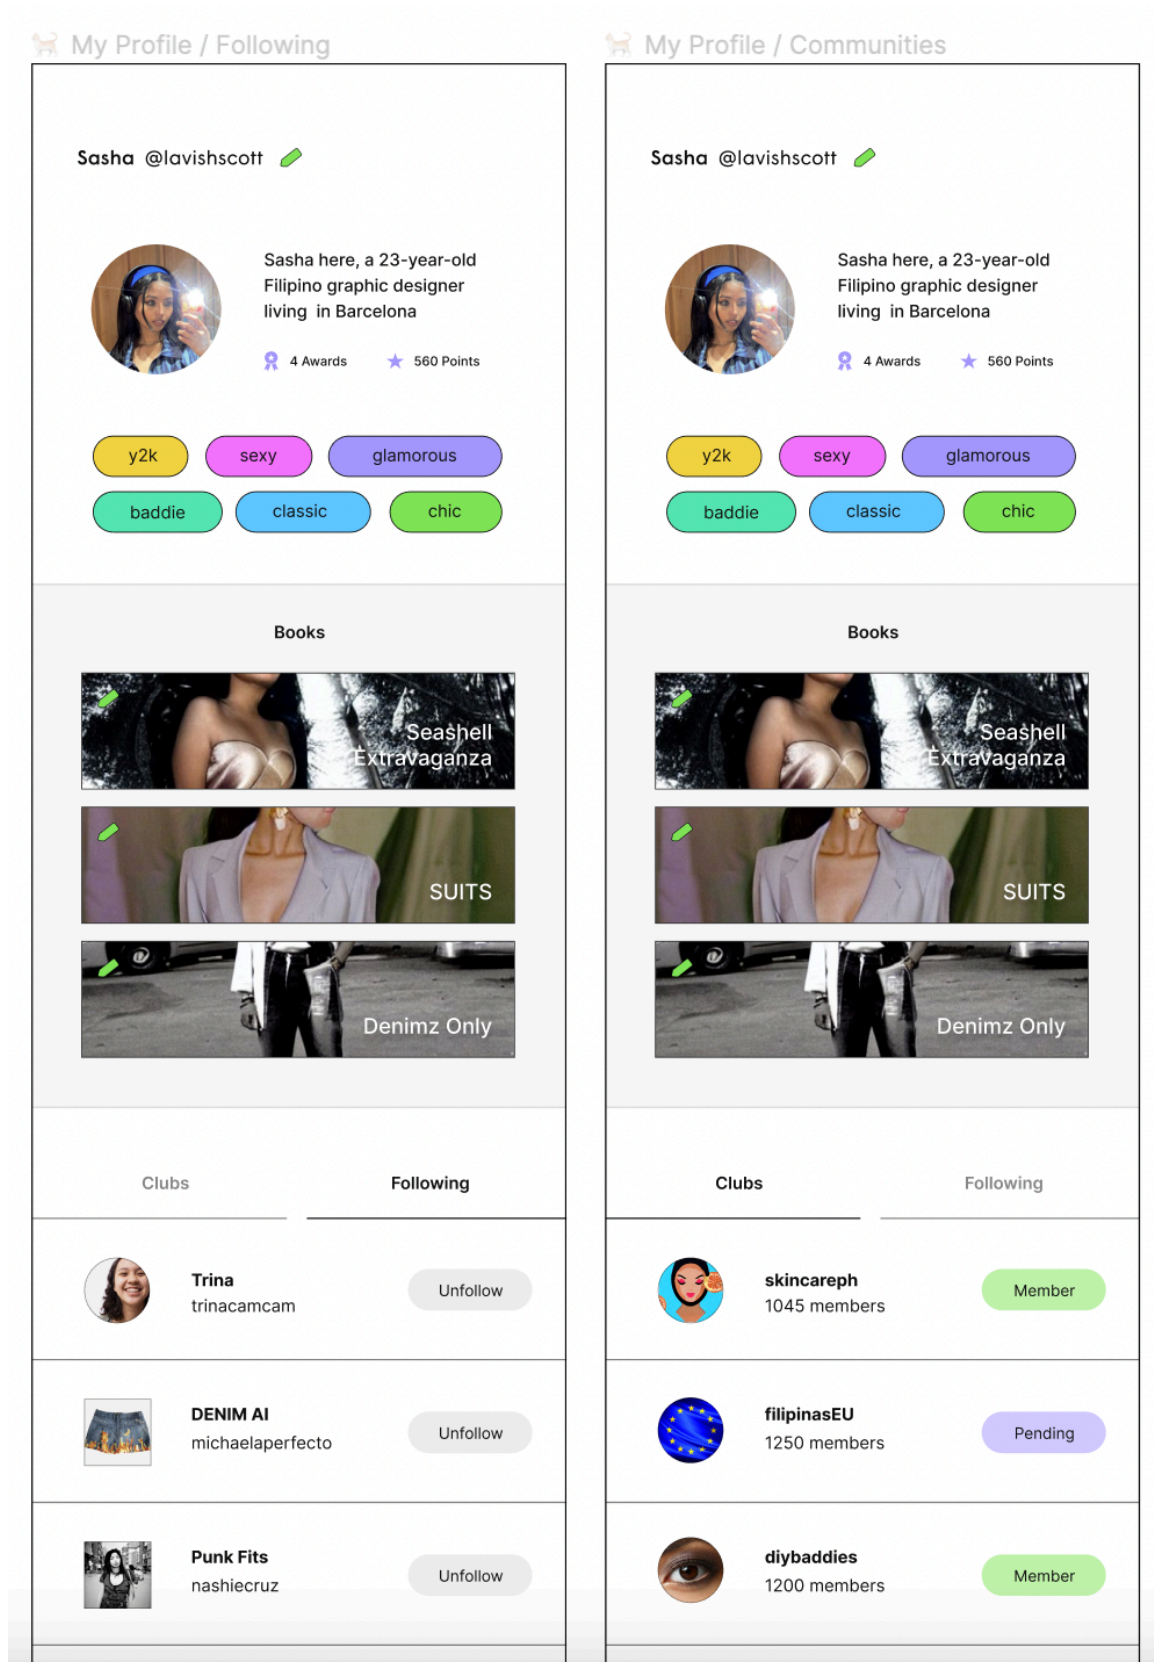 My Profile / Following
Sasha @lavishscott
Sasha here, a 23-year-old
Filipino graphic designer
living in Barcelona
4 Awards 560 Points
y2k sexy glamorous
baddie classic chic
Books
Seashell
Extravaganza
SUITS
Denimz Only
Clubs Following
Trina
trinacamcam
Unfollow
DENIM AI
michaelaperfecto
Unfollow
Punk Fits
nashiecruz
Unfollow
My Profile / Communities
Sasha @lavishscott
Sasha here, a 23-year-old
Filipino graphic designer
living in Barcelona
4 Awards 560 Points
y2k sexy glamorous
baddie classic chic
Books
Seashell
Extravaganza
SUITS
Denimz Only
Clubs Following
skincareph
1045 members
Member
filipinasEU
1250 members
Pending
diybaddies
1200 members
Member